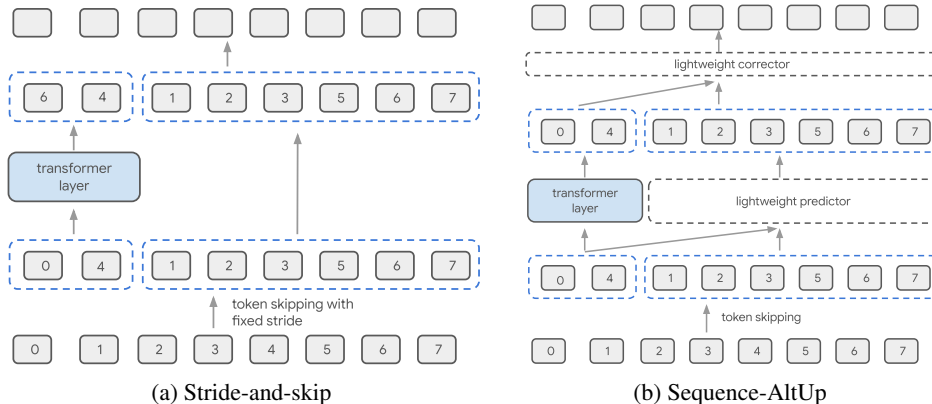 6 4 1 2 3 5 6 7
transformer
layer
0 4 1 2 3 5 6 7
token skipping with
fixed stride
0 1 2 3 4 5 6 7
(a) Stride-and-skip
lightweight corrector
0 4 1 2 3 5 6 7
transformer
layer
lightweight predictor
0 4 1 2 3 5 6 7
token skipping
0 1 2 3 4 5 6 7
(b) Sequence-AltUp